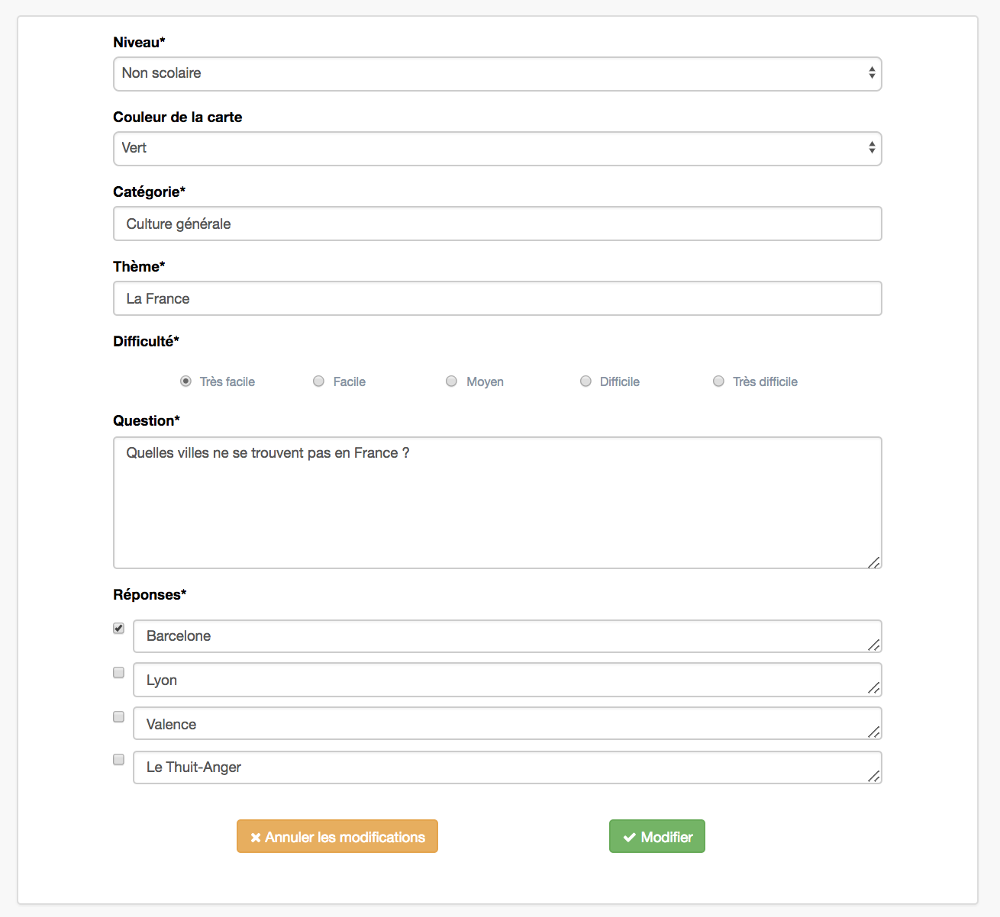 Niveau*
Non scolaire
Couleur de la carte
Vert
Catégorie*
Culture générale
Thème*
La France
Difficulté*
Très facile Facile Moyen Difficile Très difficile
Question*
Quelles villes ne se trouvent pas en France ?
Réponses*
Barcelone
Lyon
Valence
Le Thuit-Anger
Annuler les modifications Modifier